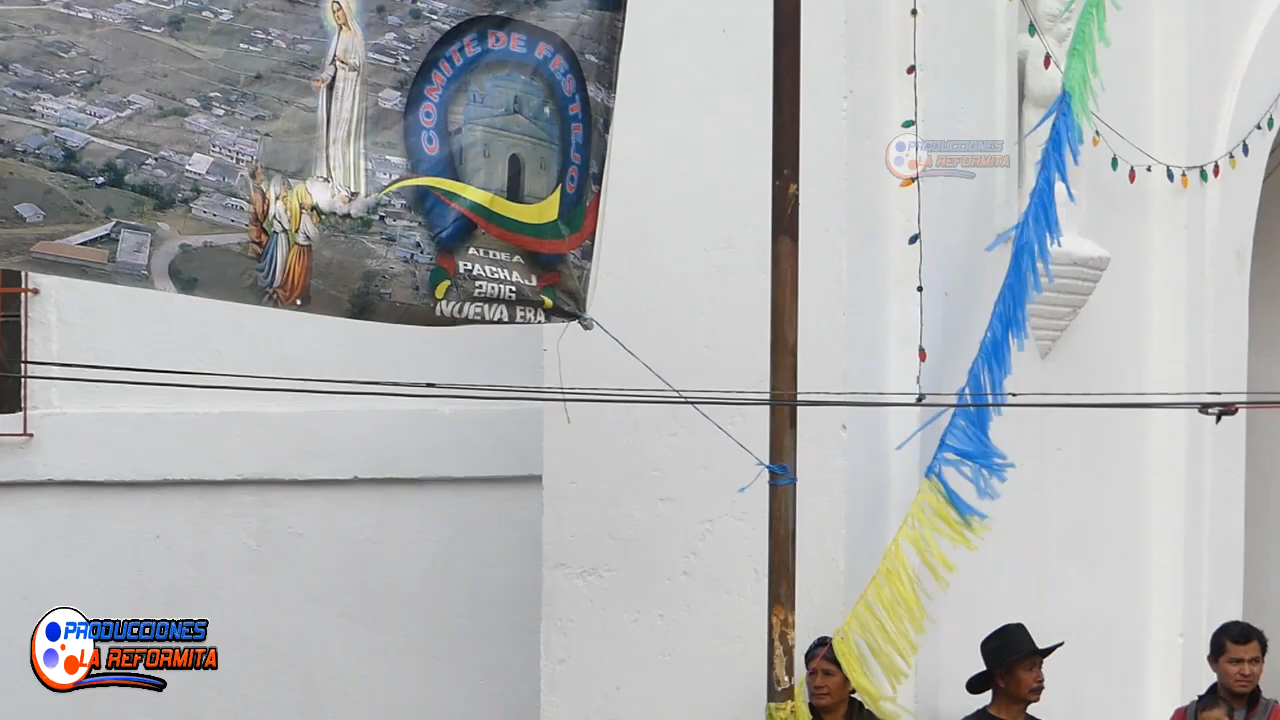 COMITE DE FESTEJO
ALDEA
PACHAJ
2016
NUEVA ERA
PRODUCCIONES
LA REFORMITA
PRODUCCIONES
LA REFORMITA